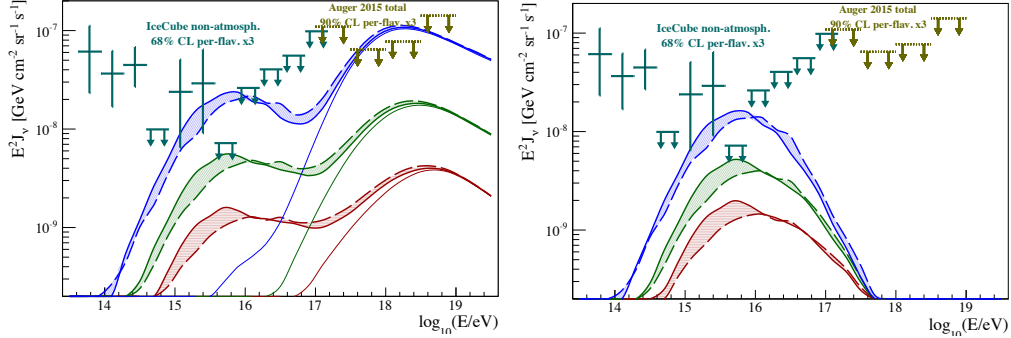 IceCube non-atmosph.
68% CL per-flav. x3
Auger 2015 total
90% CL per-flav. x3
E²J_ν [GeV cm⁻² sr⁻¹ s⁻¹]
10⁻⁷
10⁻⁸
10⁻⁹
14 15 16 17 18 19
log₁₀(E/eV)
IceCube non-atmosph.
68% CL per-flav. x3
Auger 2015 total
90% CL per-flav. x3
E²J_ν [GeV cm⁻² sr⁻¹ s⁻¹]
10⁻⁷
10⁻⁸
10⁻⁹
14 15 16 17 18 19
log₁₀(E/eV)